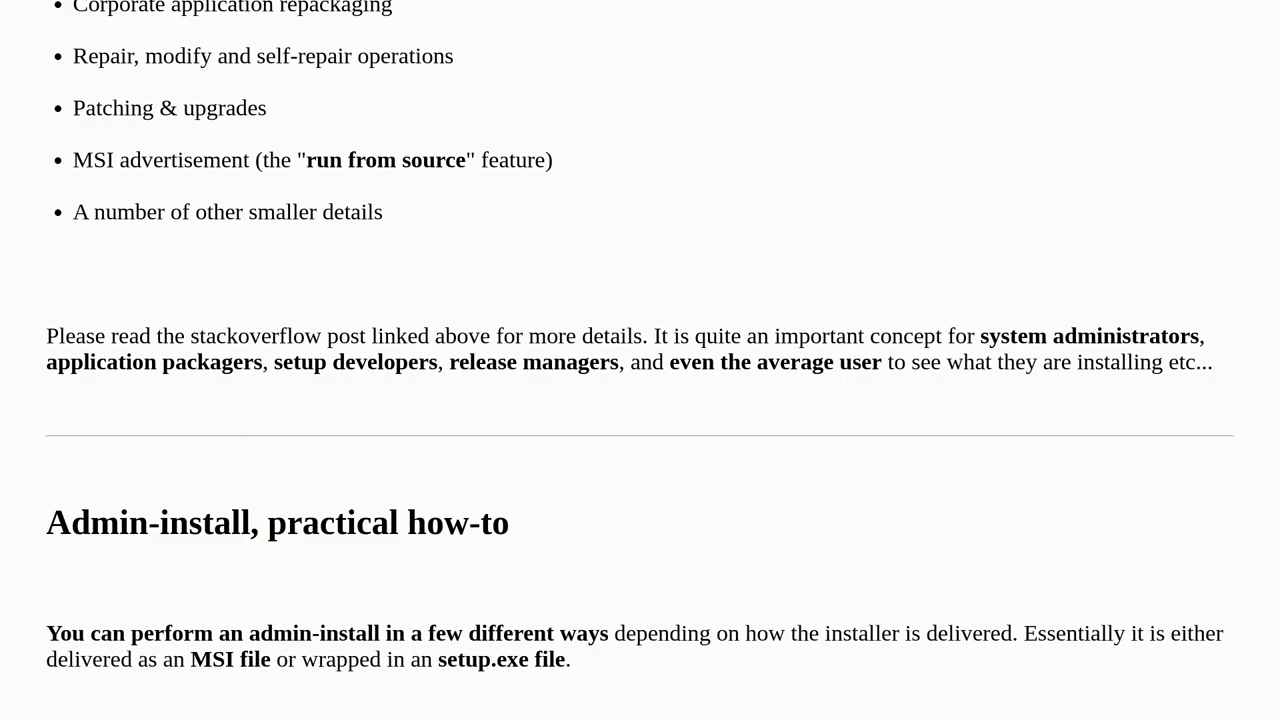 Corporate application repackaging
Repair, modify and self-repair operations
Patching & upgrades
MSI advertisement (the "run from source" feature)
A number of other smaller details
Please read the stackoverflow post linked above for more details. It is quite an important concept for system administrators,
application packagers, setup developers, release managers, and even the average user to see what they are installing etc...
Admin-install, practical how-to
You can perform an admin-install in a few different ways depending on how the installer is delivered. Essentially it is either
delivered as an MSI file or wrapped in an setup.exe file.